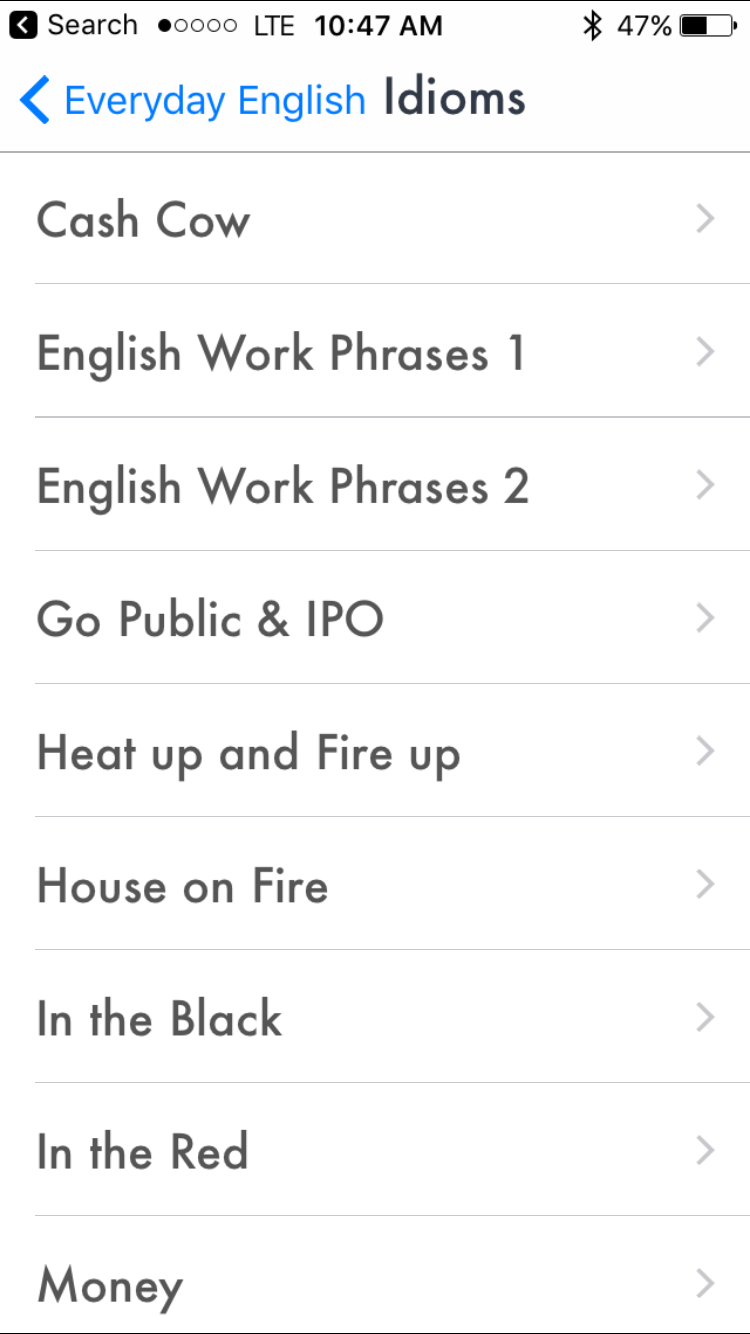 Search LTE 10:47 AM 47%
Everyday English Idioms
Cash Cow
English Work Phrases 1
English Work Phrases 2
Go Public & IPO
Heat up and Fire up
House on Fire
In the Black
In the Red
Money